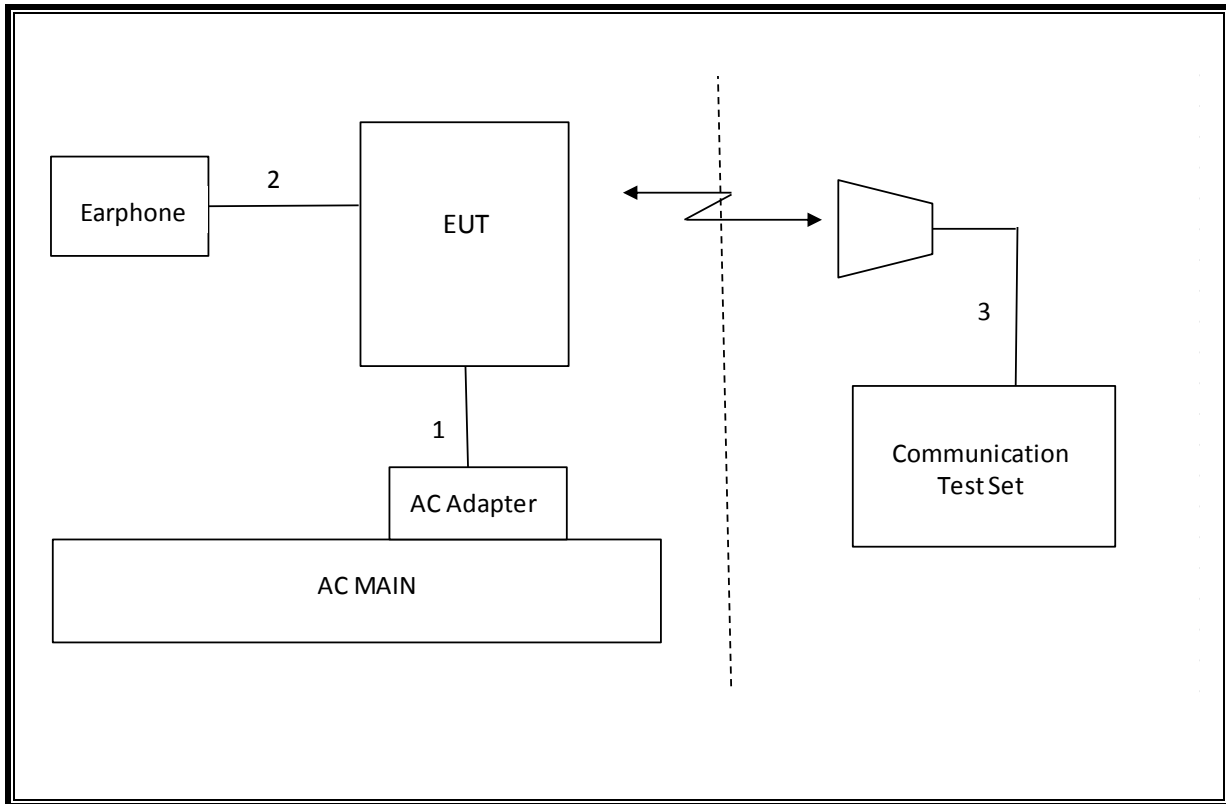 2
Earphone
EUT
3
1
Communication
Test Set
AC Adapter
AC MAIN